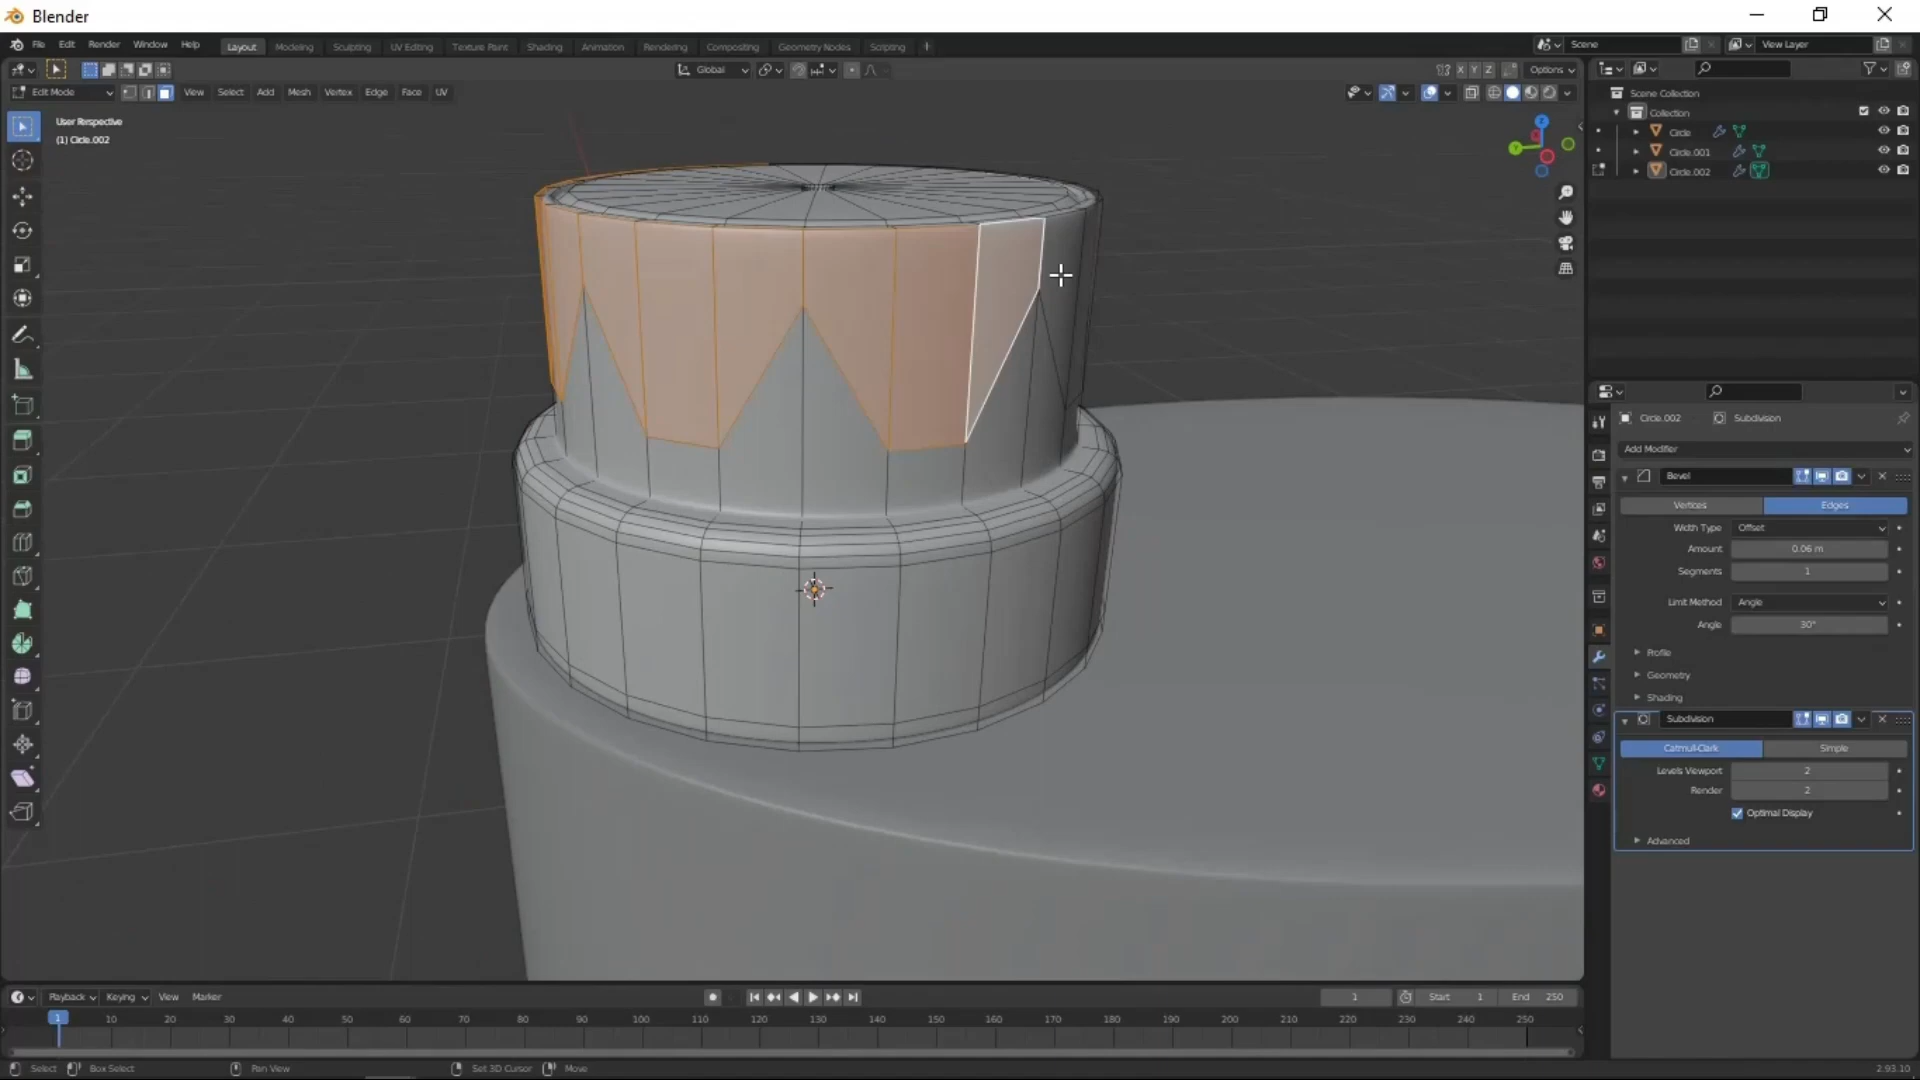 Blender
File Edit Render Window Help Layout Modeling Sculpting UV Editing Texture Paint Shading Animation Rendering Compositing Geometry Nodes Scripting + Scene View Layer
Global X Y Z Options
Edit Mode View Select Add Mesh Vertex Edge Face UV
Scene Collection
Collection
User Perspective
(1) Circle.002
Circle
Circle.001
Circle.002
Z
Y
Circle.002 Subdivision
Add Modifier
Bevel
Vertices Edges
Width Type Offset
Amount 0.06 m
Segments 1
Limit Method Angle
Angle 30°
Profile
Geometry
Shading
Subdivision
Catmull-Clark Simple
Levels Viewport 2
Render 2
Optimal Display
Advanced
Playback Keying View Marker 1 Start 1 End 250
1 10 20 30 40 50 60 70 80 90 100 110 120 130 140 150 160 170 180 190 200 210 220 230 240 250
Select Box Select Pan View Set 3D Cursor Move 2.93.10